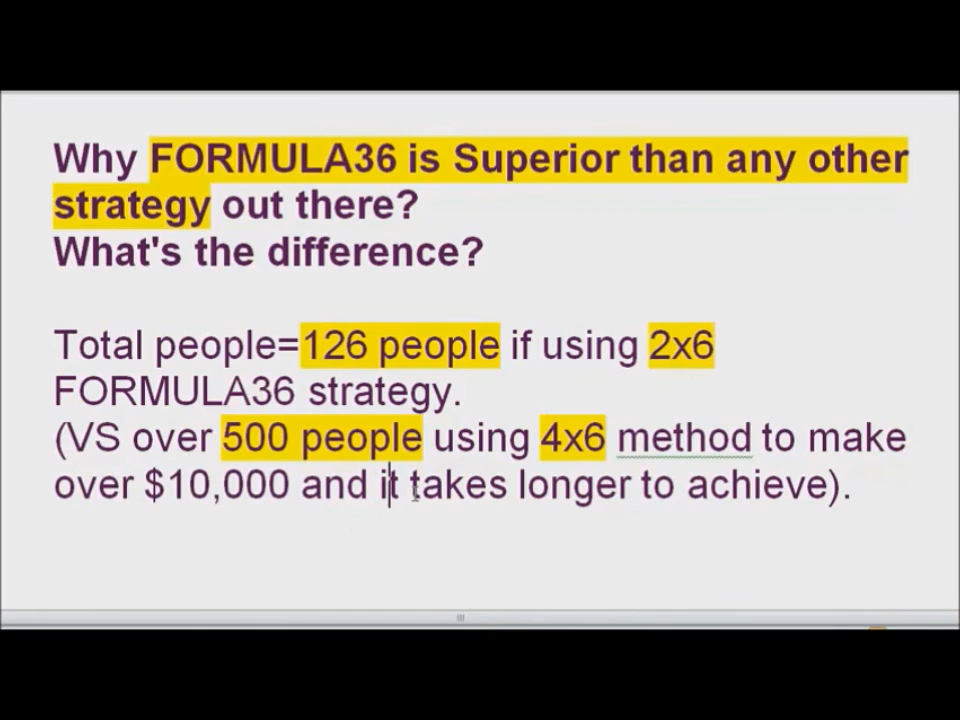 Why FORMULA36 is Superior than any other
strategy out there?
What's the difference?
Total people=126 people if using 2x6
FORMULA36 strategy.
(VS over 500 people using 4x6 method to make
over $10,000 and it takes longer to achieve).